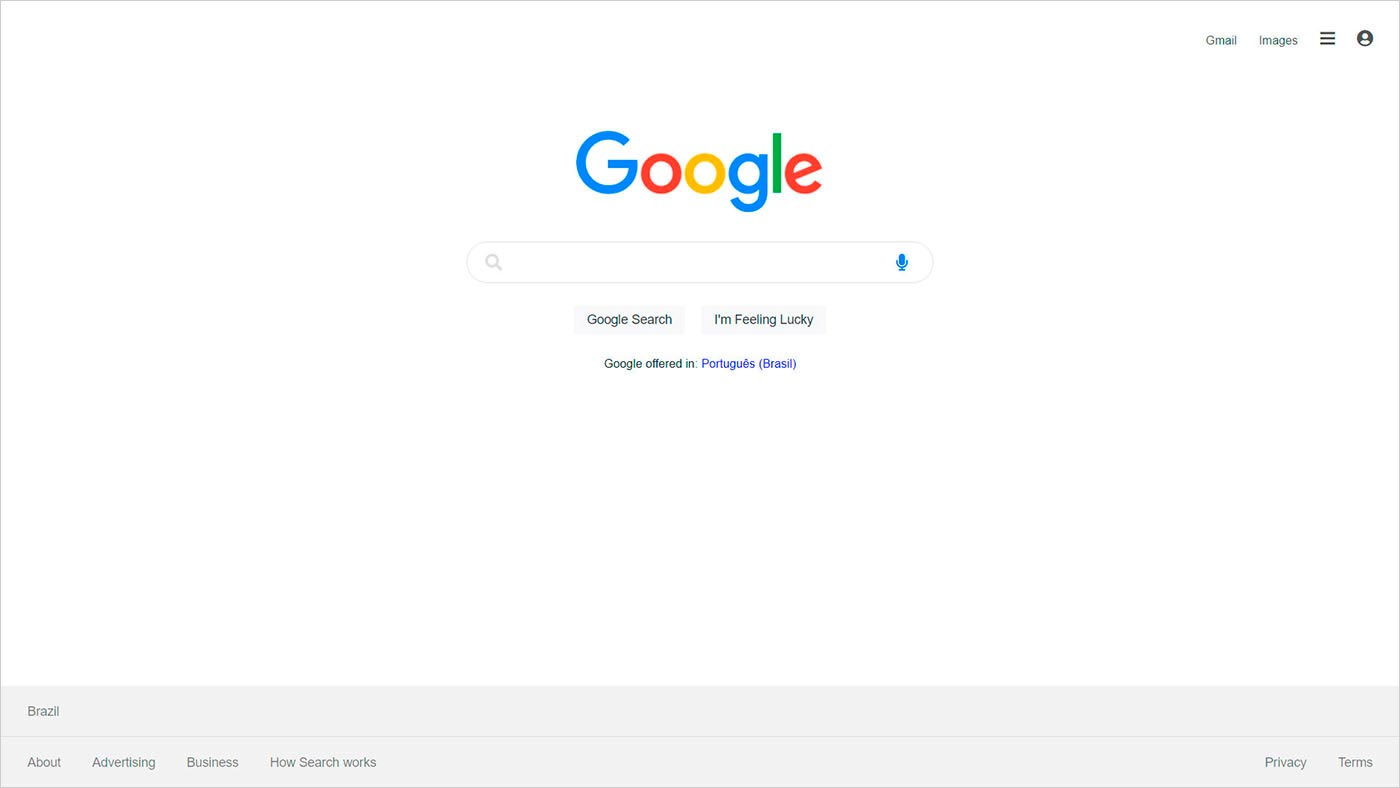 Gmail Images
Google
Google Search I'm Feeling Lucky
Google offered in: Português (Brasil)
Brazil
About Advertising Business How Search works Privacy Terms